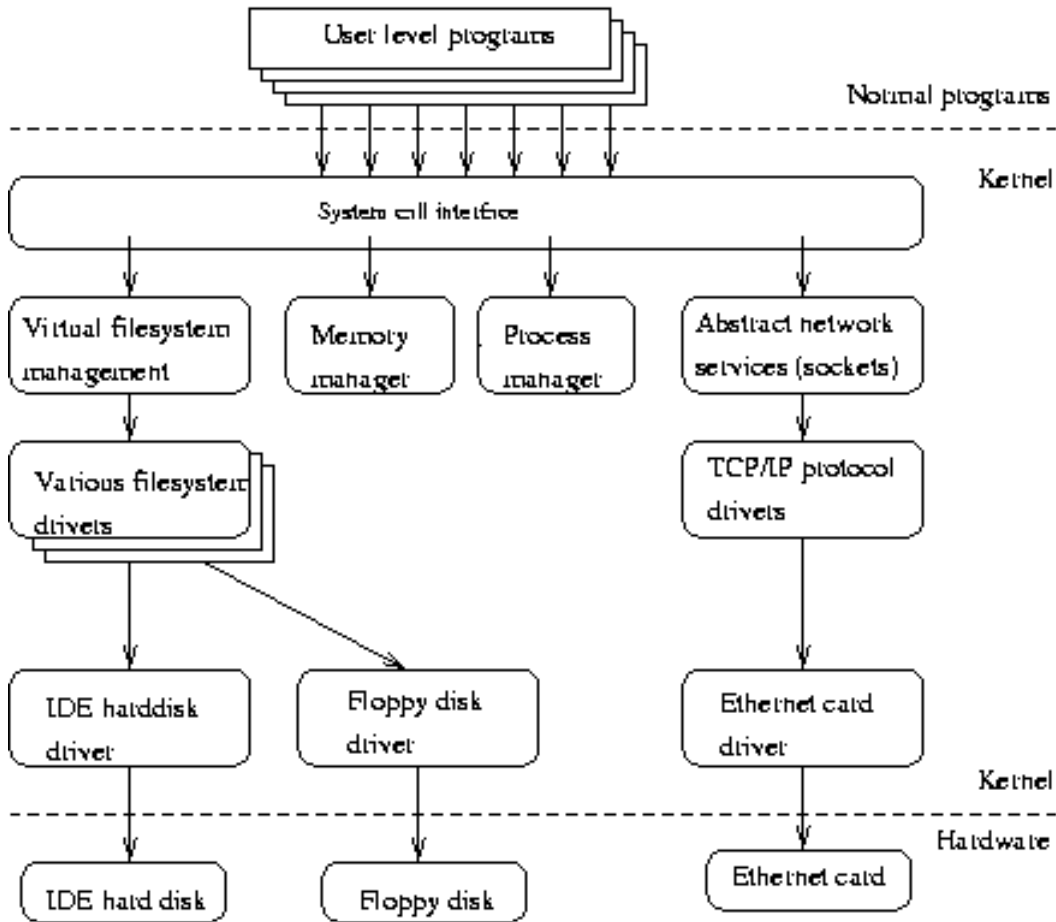 User level programs
Normal programs
Kernel
System call interface
Virtual filesystem
management
Memory
manager
Process
manager
Abstract network
services (sockets)
Various filesystem
drivers
TCP/IP protocol
drivers
IDE harddisk
driver
Floppy disk
driver
Ethernet card
driver
Kernel
Hardware
IDE hard disk
Floppy disk
Ethernet card